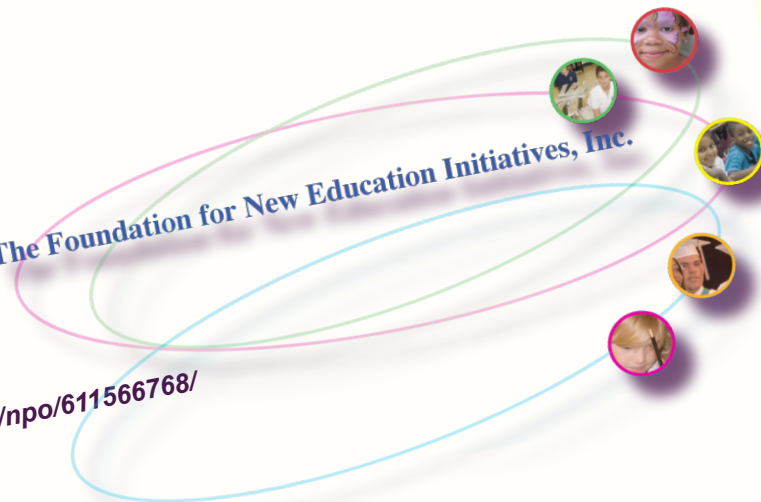 The Foundation for New Education Initiatives, Inc.
/npo/611566768/